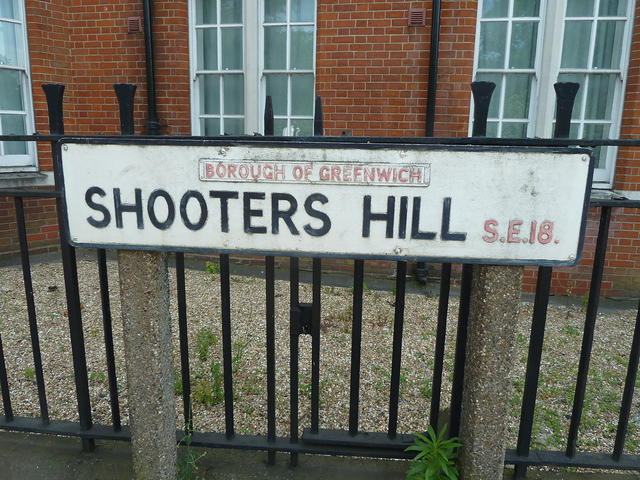 BOROUGH OF GREENWICH
SHOOTERS HILL S.E.18.